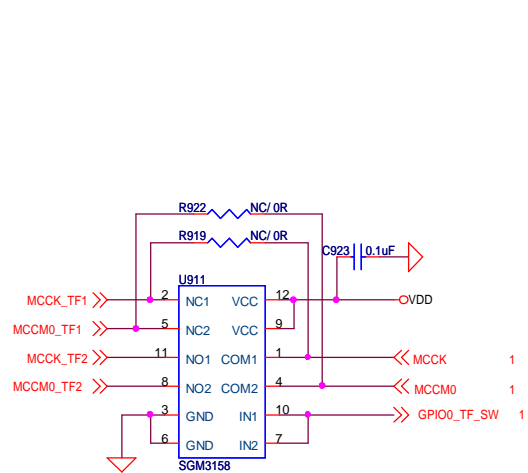 R922 NC/ 0R
R919 NC/ 0R
C923 0.1uF
U911
MCCK_TF1 2 NC1 VCC 12 VDD
MCCM0_TF1 5 NC2 VCC 9
MCCK_TF2 11 NO1 COM1 1 MCCK 1
MCCM0_TF2 8 NO2 COM2 4 MCCM0 1
3 GND IN1 10 GPIO0_TF_SW 1
6 GND IN2 7
SGM3158